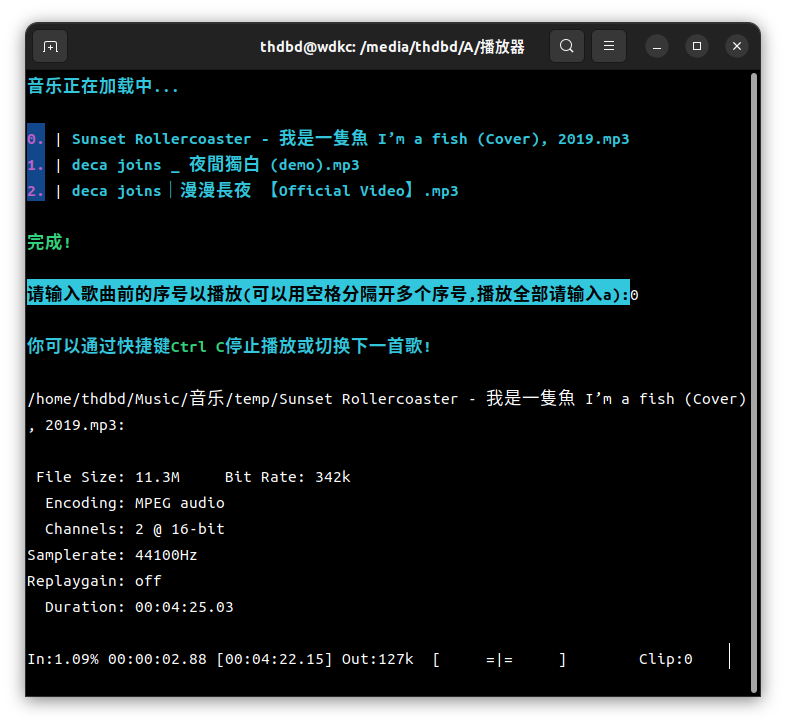 thdbd@wdkc: /media/thdbd/A/播放器
音乐正在加载中...
0. | Sunset Rollercoaster - 我是一隻魚 I’m a fish (Cover), 2019.mp3
1. | deca joins _ 夜間獨白 (demo).mp3
2. | deca joins｜漫漫長夜 【Official Video】.mp3
完成!
请输入歌曲前的序号以播放(可以用空格分隔开多个序号,播放全部请输入a):0
你可以通过快捷键Ctrl C停止播放或切换下一首歌!
/home/thdbd/Music/音乐/temp/Sunset Rollercoaster - 我是一隻魚 I’m a fish (Cover)
, 2019.mp3:
File Size: 11.3M     Bit Rate: 342k
Encoding: MPEG audio
Channels: 2 @ 16-bit
Samplerate: 44100Hz
Replaygain: off
Duration: 00:04:25.03
In:1.09% 00:00:02.88 [00:04:22.15] Out:127k  [     =|=     ]        Clip:0